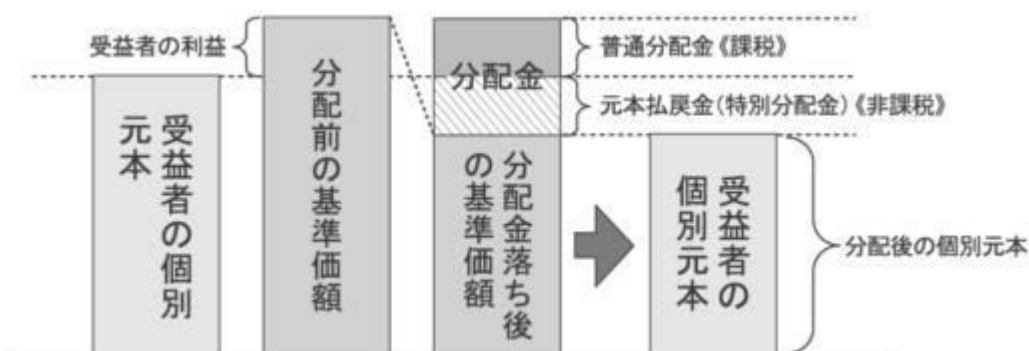 受益者の利益
受益者の個別
元本
分配前の基準価額
分配金
分配金落ち後
の基準価額
普通分配金《課税》
元本払戻金(特別分配金)《非課税》
受益者の
個別元本
分配後の個別元本